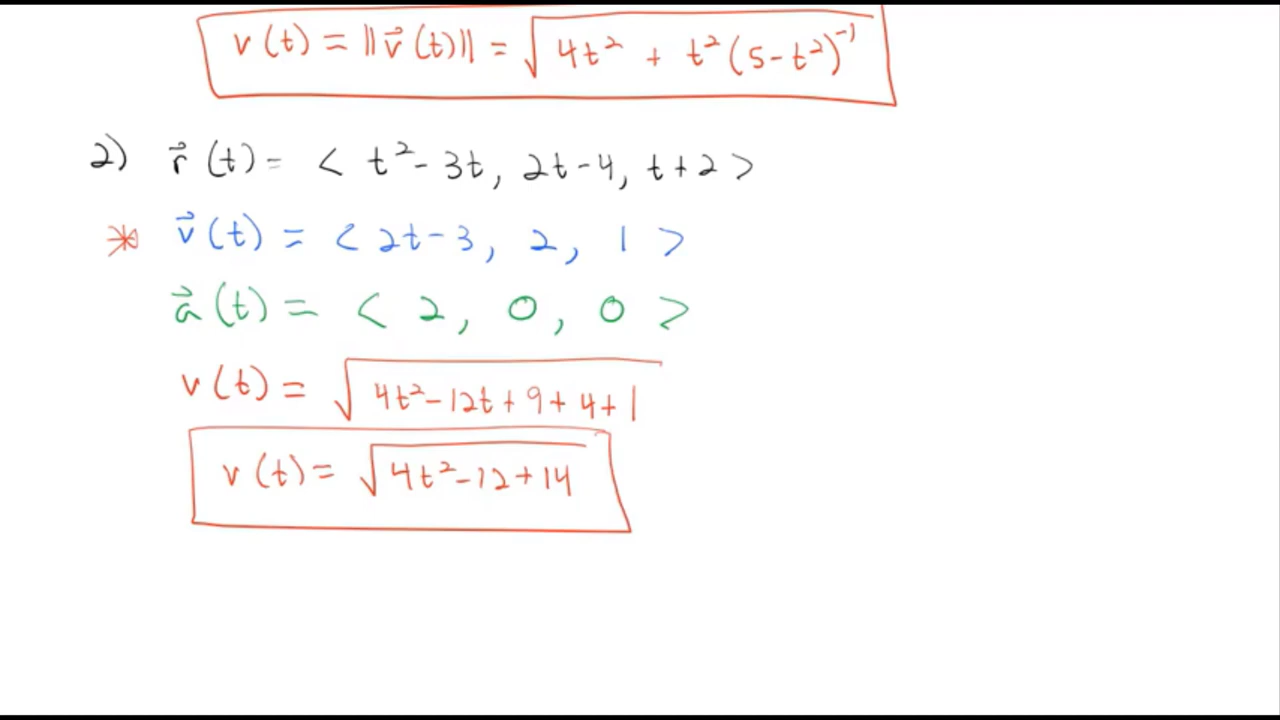 v(t) = ||v⃗(t)|| = √(4t² + t²(5-t²)⁻¹)
2) r⃗(t) = < t²-3t, 2t-4, t+2 >
* v⃗(t) = < 2t-3, 2, 1 >
a⃗(t) = < 2, 0, 0 >
v(t) = √(4t²-12t+9+4+1)
v(t) = √(4t²-12+14)